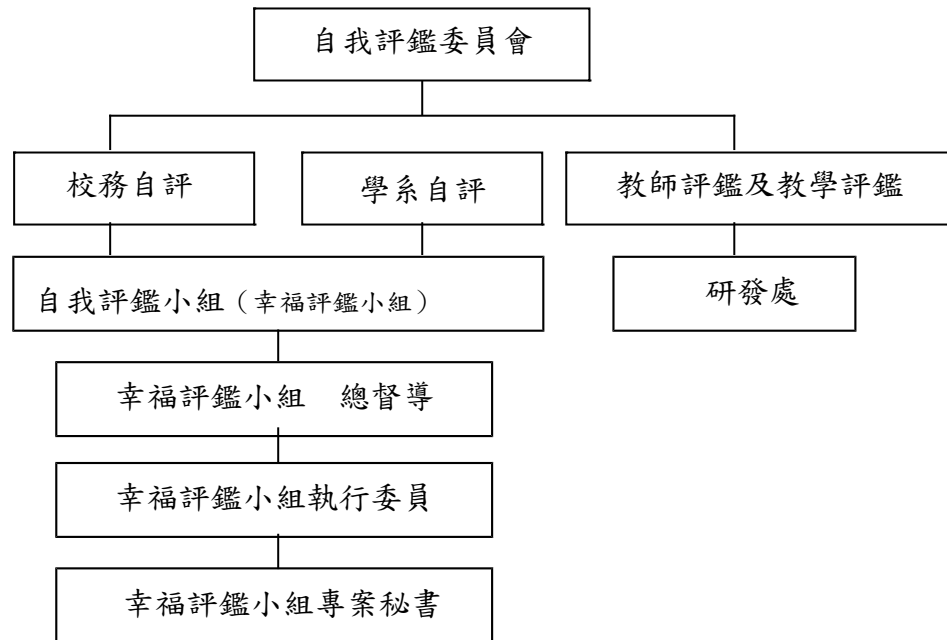 自我評鑑委員會
校務自評
學系自評
教師評鑑及教學評鑑
自我評鑑小組（幸福評鑑小組）
研發處
幸福評鑑小組　總督導
幸福評鑑小組執行委員
幸福評鑑小組專案秘書